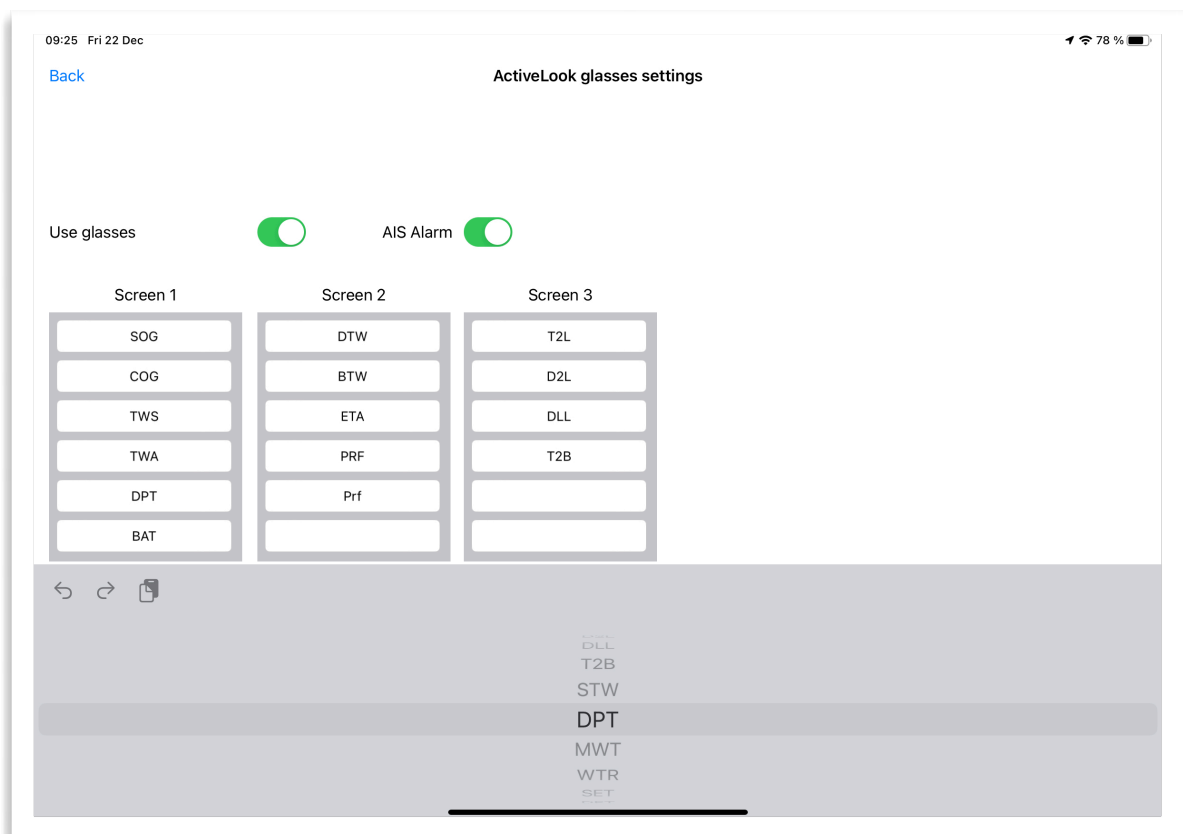 09:25 Fri 22 Dec 78 %
Back ActiveLook glasses settings
Use glasses AIS Alarm
Screen 1 Screen 2 Screen 3
SOG DTW T2L
COG BTW D2L
TWS ETA DLL
TWA PRF T2B
DPT Prf
BAT
DLL
T2B
STW
DPT
MWT
WTR
SET